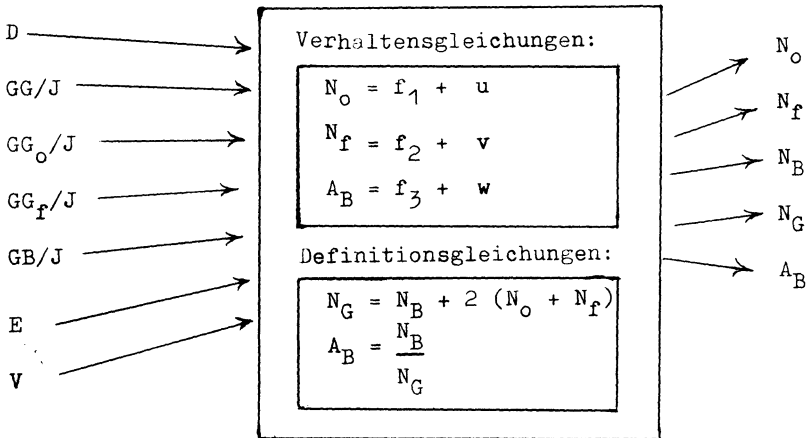 D
GG/J
GG_o/J
GG_f/J
GB/J
E
V
Verhaltensgleichungen:
N_o = f_1 + u
N_f = f_2 + v
A_B = f_3 + w
Definitionsgleichungen:
N_G = N_B + 2 (N_o + N_f)
A_B = N_B / N_G
N_o
N_f
N_B
N_G
A_B